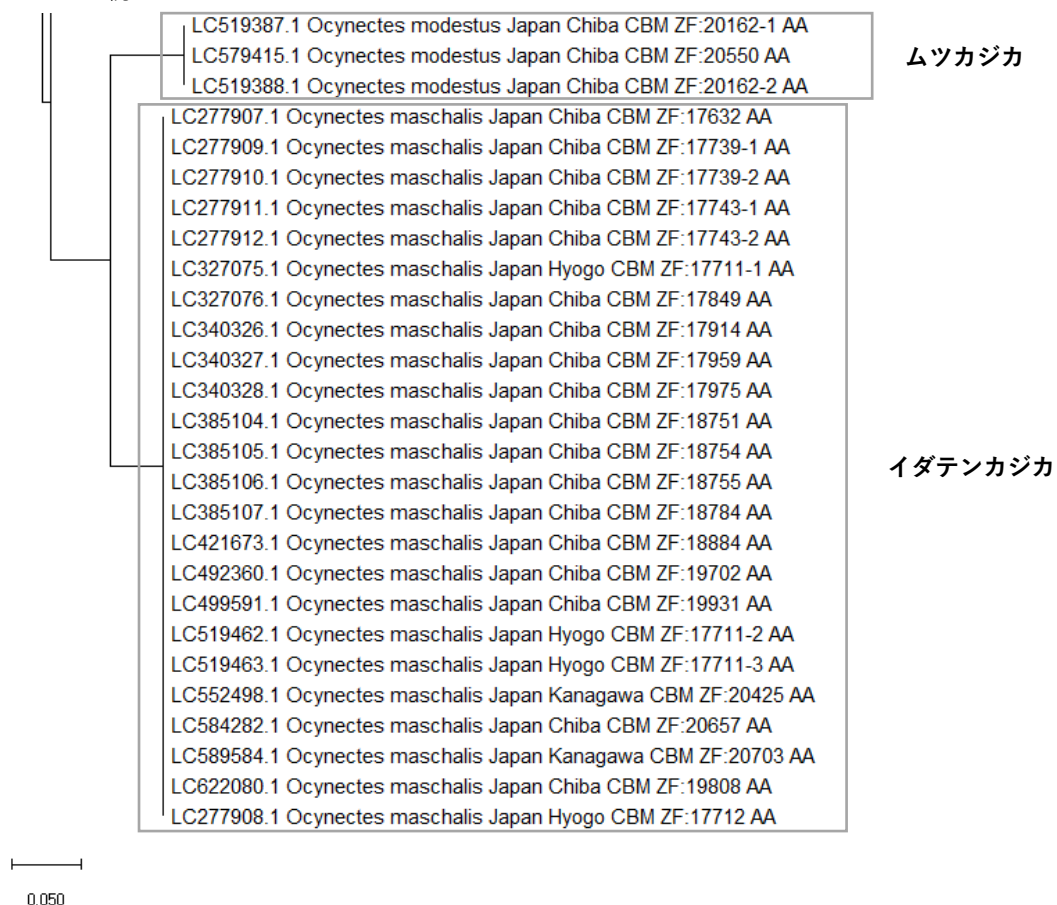 LC519387.1 Ocynectes modestus Japan Chiba CBM ZF:20162-1 AA
LC579415.1 Ocynectes modestus Japan Chiba CBM ZF:20550 AA
LC519388.1 Ocynectes modestus Japan Chiba CBM ZF:20162-2 AA
ムツカジカ
LC277907.1 Ocynectes maschalis Japan Chiba CBM ZF:17632 AA
LC277909.1 Ocynectes maschalis Japan Chiba CBM ZF:17739-1 AA
LC277910.1 Ocynectes maschalis Japan Chiba CBM ZF:17739-2 AA
LC277911.1 Ocynectes maschalis Japan Chiba CBM ZF:17743-1 AA
LC277912.1 Ocynectes maschalis Japan Chiba CBM ZF:17743-2 AA
LC327075.1 Ocynectes maschalis Japan Hyogo CBM ZF:17711-1 AA
LC327076.1 Ocynectes maschalis Japan Chiba CBM ZF:17849 AA
LC340326.1 Ocynectes maschalis Japan Chiba CBM ZF:17914 AA
LC340327.1 Ocynectes maschalis Japan Chiba CBM ZF:17959 AA
LC340328.1 Ocynectes maschalis Japan Chiba CBM ZF:17975 AA
LC385104.1 Ocynectes maschalis Japan Chiba CBM ZF:18751 AA
LC385105.1 Ocynectes maschalis Japan Chiba CBM ZF:18754 AA
LC385106.1 Ocynectes maschalis Japan Chiba CBM ZF:18755 AA
LC385107.1 Ocynectes maschalis Japan Chiba CBM ZF:18784 AA
LC421673.1 Ocynectes maschalis Japan Chiba CBM ZF:18884 AA
LC492360.1 Ocynectes maschalis Japan Chiba CBM ZF:19702 AA
LC499591.1 Ocynectes maschalis Japan Chiba CBM ZF:19931 AA
LC519462.1 Ocynectes maschalis Japan Hyogo CBM ZF:17711-2 AA
LC519463.1 Ocynectes maschalis Japan Hyogo CBM ZF:17711-3 AA
LC552498.1 Ocynectes maschalis Japan Kanagawa CBM ZF:20425 AA
LC584282.1 Ocynectes maschalis Japan Chiba CBM ZF:20657 AA
LC589584.1 Ocynectes maschalis Japan Kanagawa CBM ZF:20703 AA
LC622080.1 Ocynectes maschalis Japan Chiba CBM ZF:19808 AA
LC277908.1 Ocynectes maschalis Japan Hyogo CBM ZF:17712 AA
イダテンカジカ
0.050